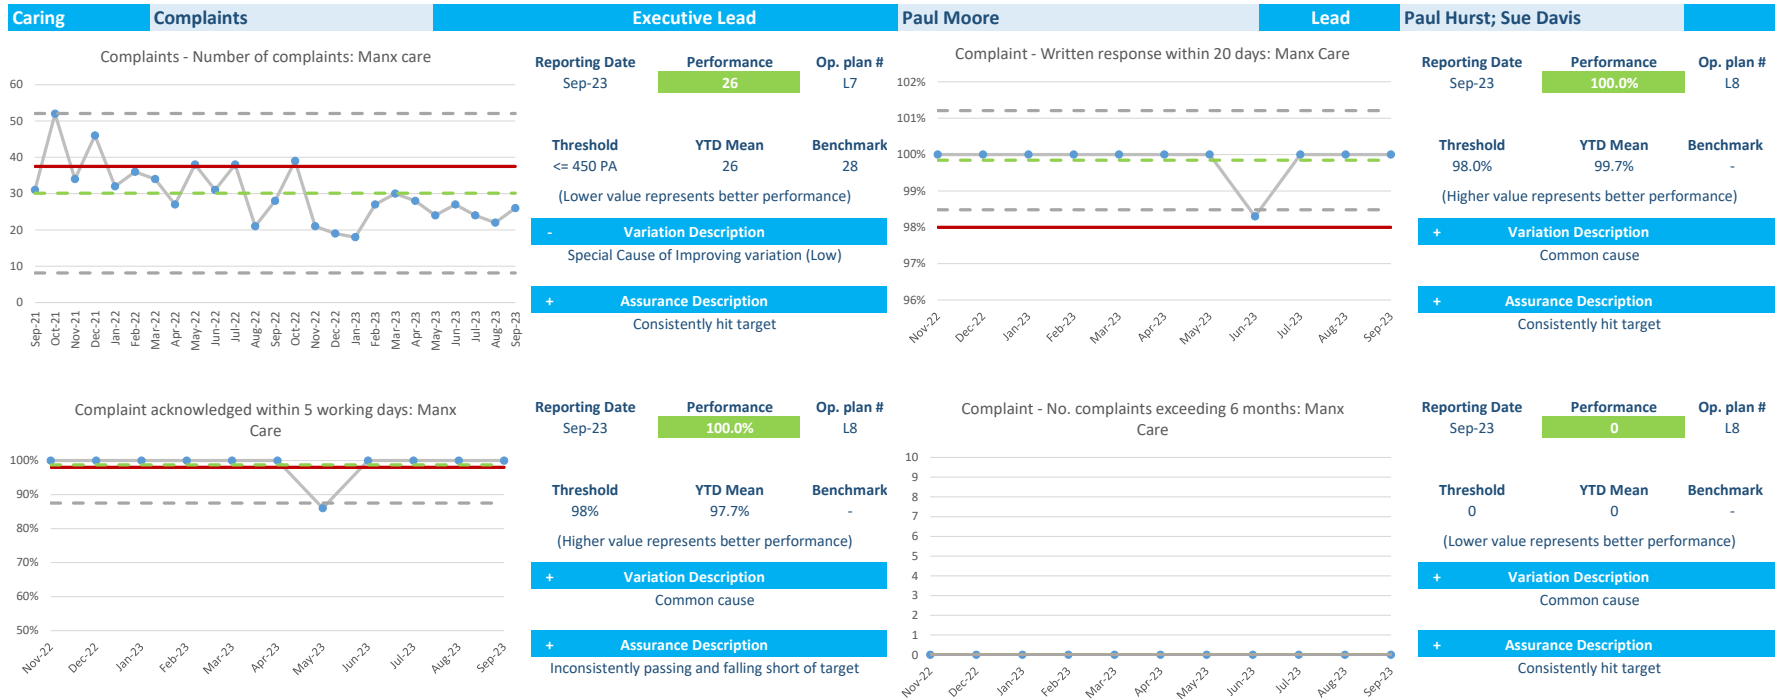 Caring Complaints Executive Lead Paul Moore Lead Paul Hurst; Sue Davis
Complaints - Number of complaints: Manx care
60
50
40
30
20
10
0
Sep-21 Oct-21 Nov-21 Dec-21 Jan-22 Feb-22 Mar-22 Apr-22 May-22 Jun-22 Jul-22 Aug-22 Sep-22 Oct-22 Nov-22 Dec-22 Jan-23 Feb-23 Mar-23 Apr-23 May-23 Jun-23 Jul-23 Aug-23 Sep-23
Reporting Date Performance Op. plan #
Sep-23 26 L7
Threshold YTD Mean Benchmark
<= 450 PA 26 28
(Lower value represents better performance)
- Variation Description
Special Cause of Improving variation (Low)
+ Assurance Description
Consistently hit target
Complaint - Written response within 20 days: Manx Care
102%
101%
100%
99%
98%
97%
96%
Nov-22 Dec-22 Jan-23 Feb-23 Mar-23 Apr-23 May-23 Jun-23 Jul-23 Aug-23 Sep-23
Reporting Date Performance Op. plan #
Sep-23 100.0% L8
Threshold YTD Mean Benchmark
98.0% 99.7% -
(Higher value represents better performance)
+ Variation Description
Common cause
+ Assurance Description
Consistently hit target
Complaint acknowledged within 5 working days: Manx
Care
100%
90%
80%
70%
60%
50%
Nov-22 Dec-22 Jan-23 Feb-23 Mar-23 Apr-23 May-23 Jun-23 Jul-23 Aug-23 Sep-23
Reporting Date Performance Op. plan #
Sep-23 100.0% L8
Threshold YTD Mean Benchmark
98% 97.7% -
(Higher value represents better performance)
+ Variation Description
Common cause
+ Assurance Description
Inconsistently passing and falling short of target
Complaint - No. complaints exceeding 6 months: Manx
Care
10
9
8
7
6
5
4
3
2
1
0
Nov-22 Dec-22 Jan-23 Feb-23 Mar-23 Apr-23 May-23 Jun-23 Jul-23 Aug-23 Sep-23
Reporting Date Performance Op. plan #
Sep-23 0 L8
Threshold YTD Mean Benchmark
0 0 -
(Lower value represents better performance)
+ Variation Description
Common cause
+ Assurance Description
Consistently hit target